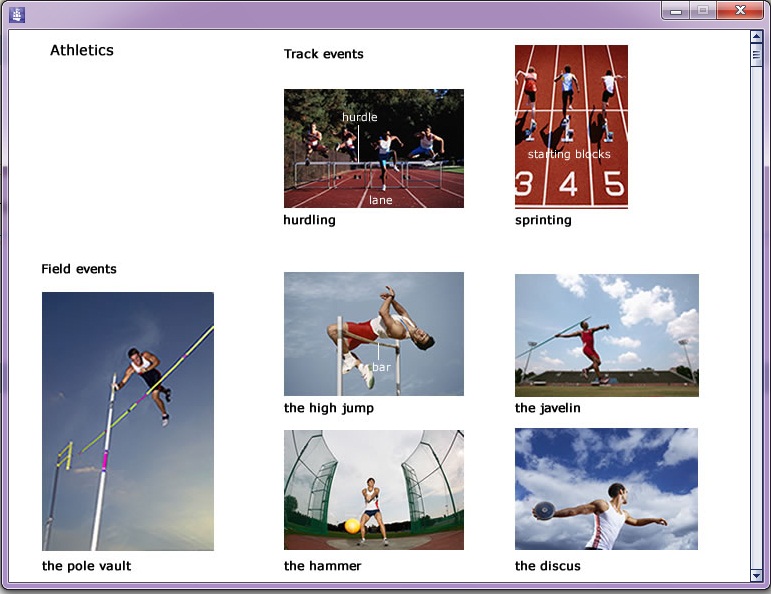 Athletics
Track events
hurdle
lane
hurdling
starting blocks
3 4 5
sprinting
Field events
the pole vault
bar
the high jump
the javelin
the hammer
the discus